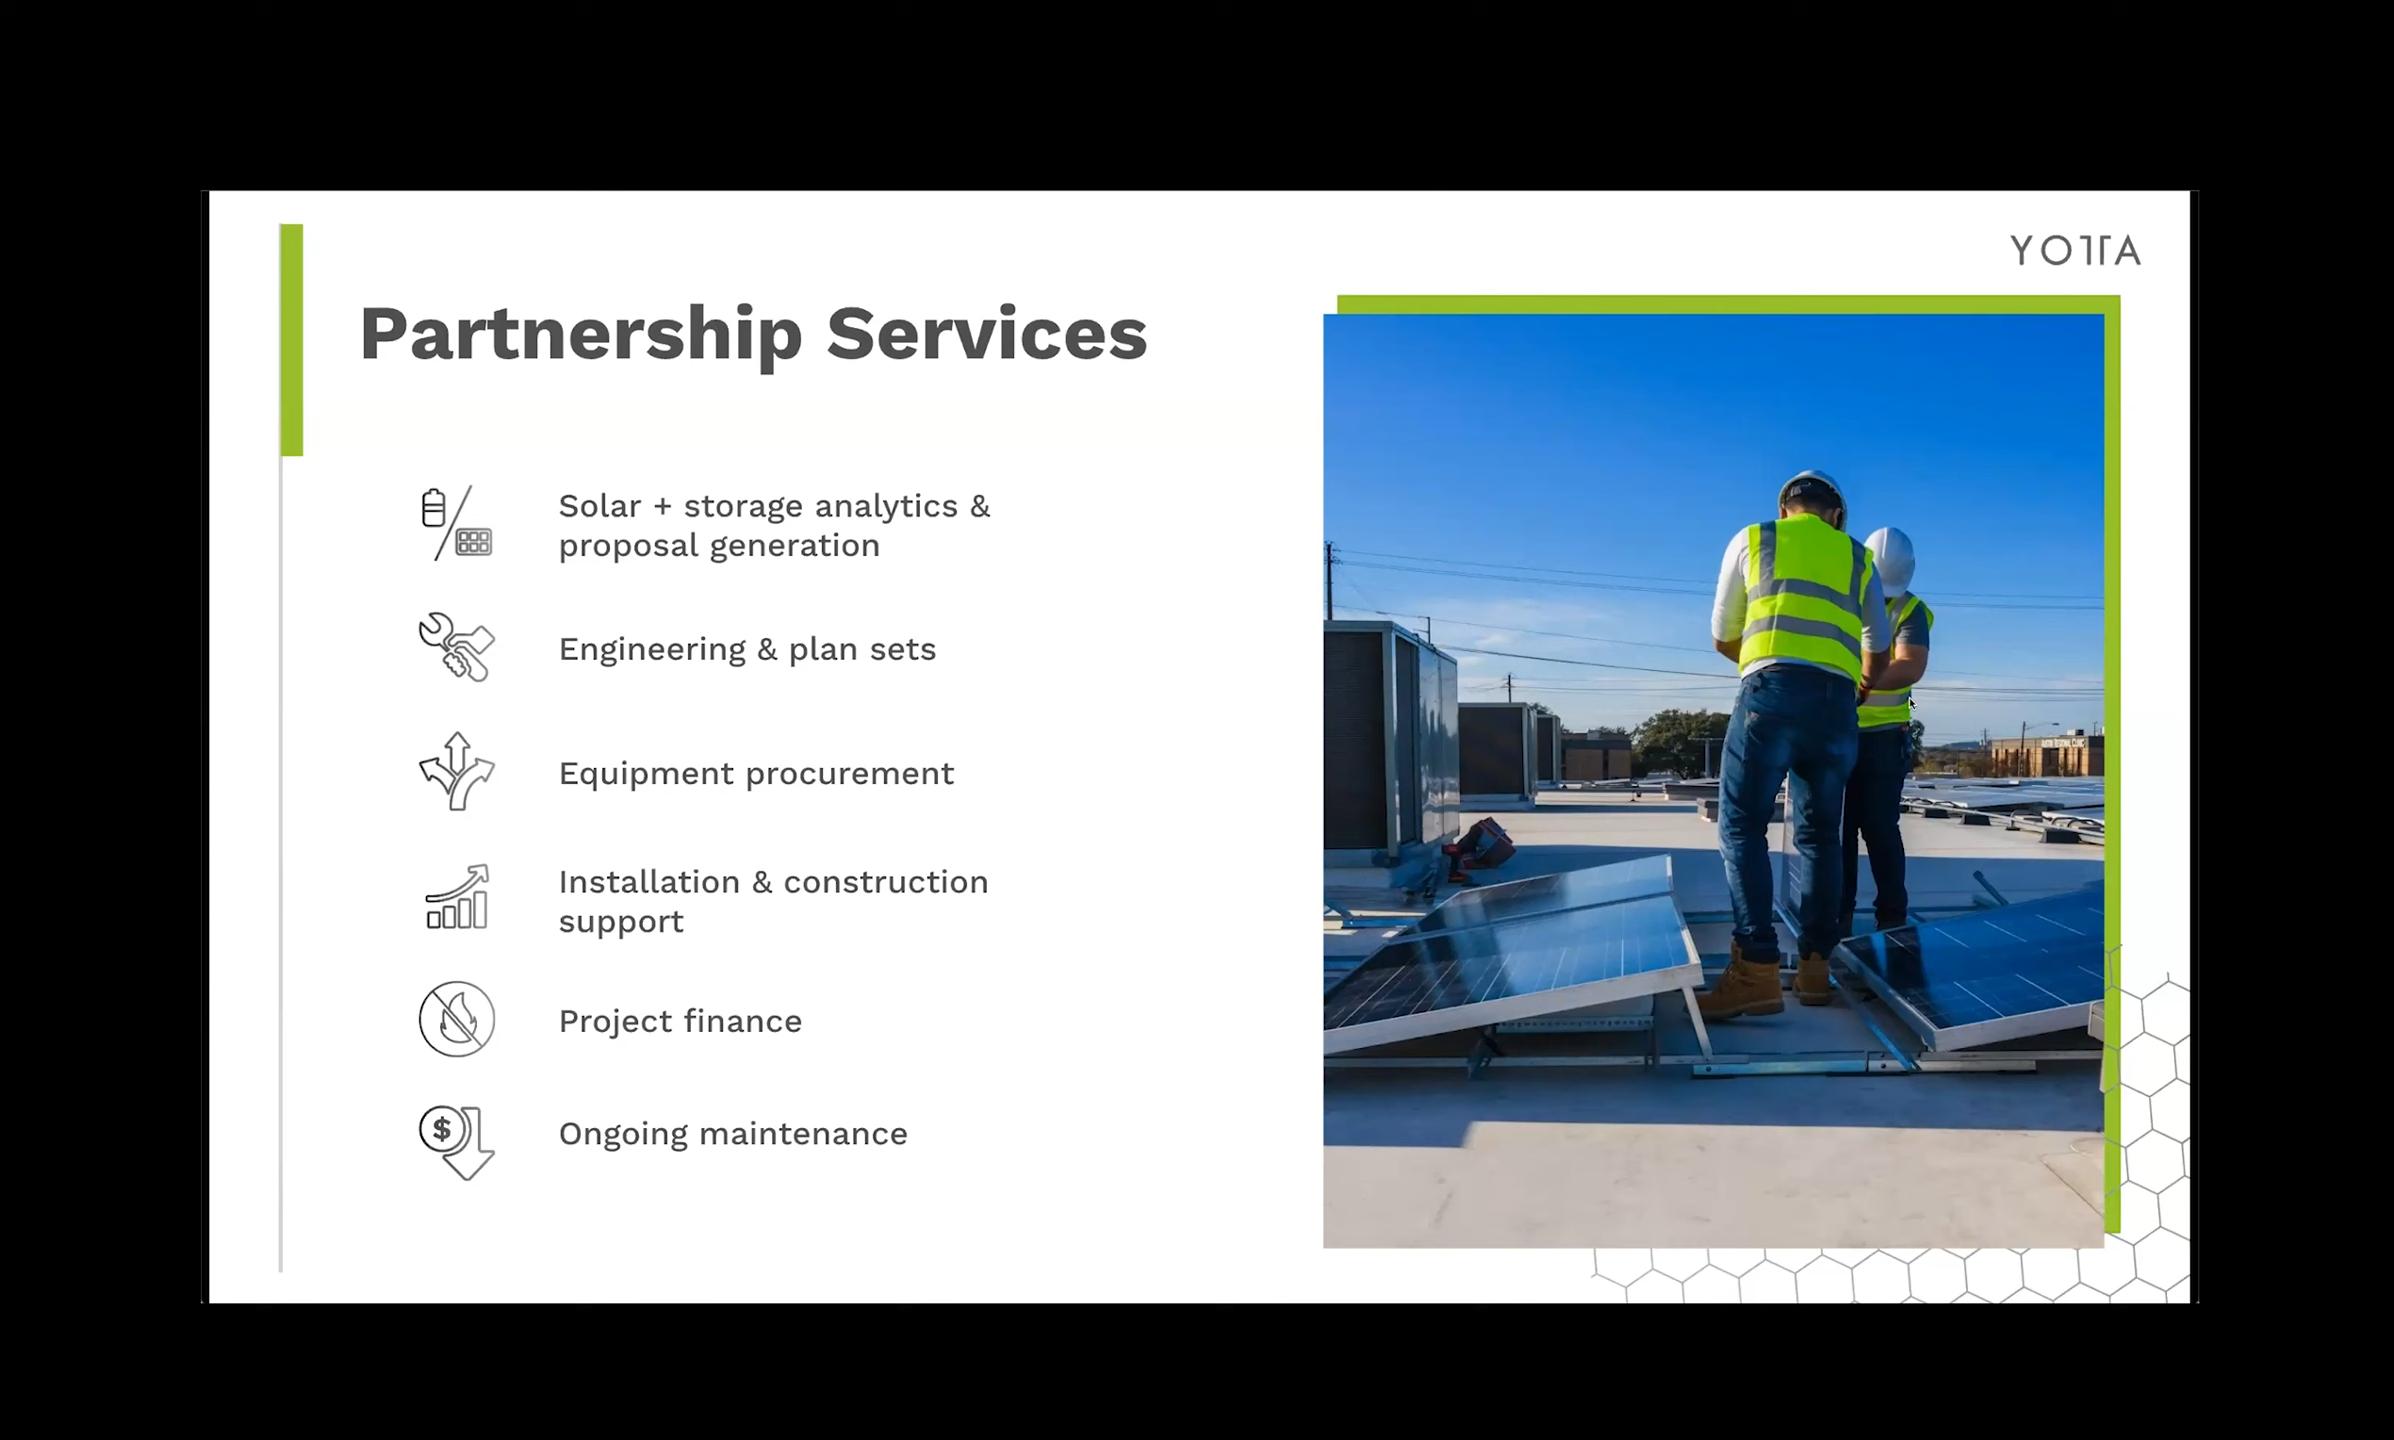 YOTTA
Partnership Services
Solar + storage analytics &
proposal generation
Engineering & plan sets
Equipment procurement
Installation & construction
support
Project finance
$
Ongoing maintenance